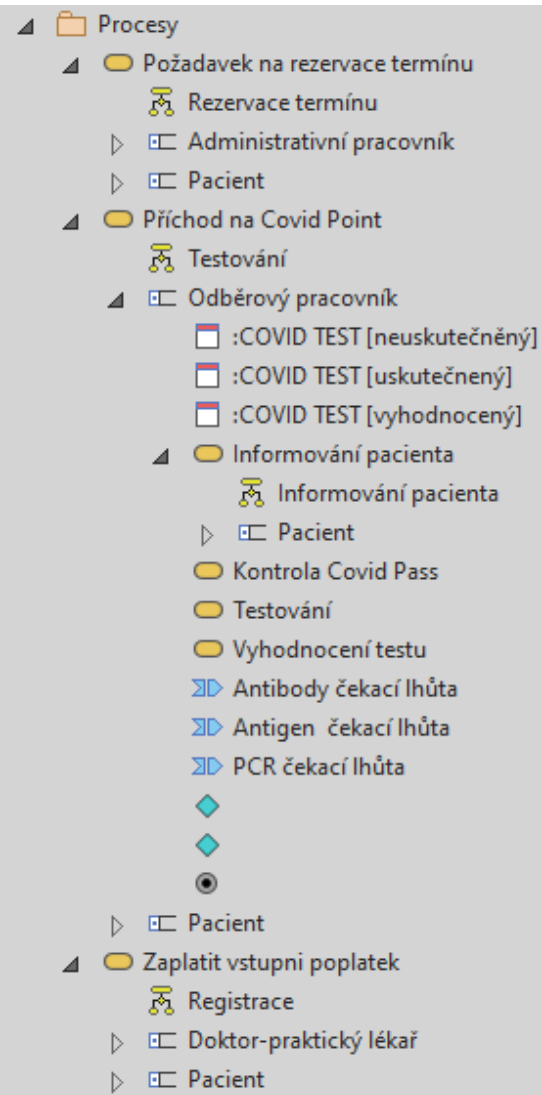 Procesy
Požadavek na rezervace termínu
Rezervace termínu
Administrativní pracovník
Pacient
Příchod na Covid Point
Testování
Odběrový pracovník
:COVID TEST [neuskutečněný]
:COVID TEST [uskutečnený]
:COVID TEST [vyhodnocený]
Informování pacienta
Informování pacienta
Pacient
Kontrola Covid Pass
Testování
Vyhodnocení testu
Antibody čekací lhůta
Antigen  čekací lhůta
PCR čekací lhůta
Pacient
Zaplatit vstupni poplatek
Registrace
Doktor-praktický lékař
Pacient